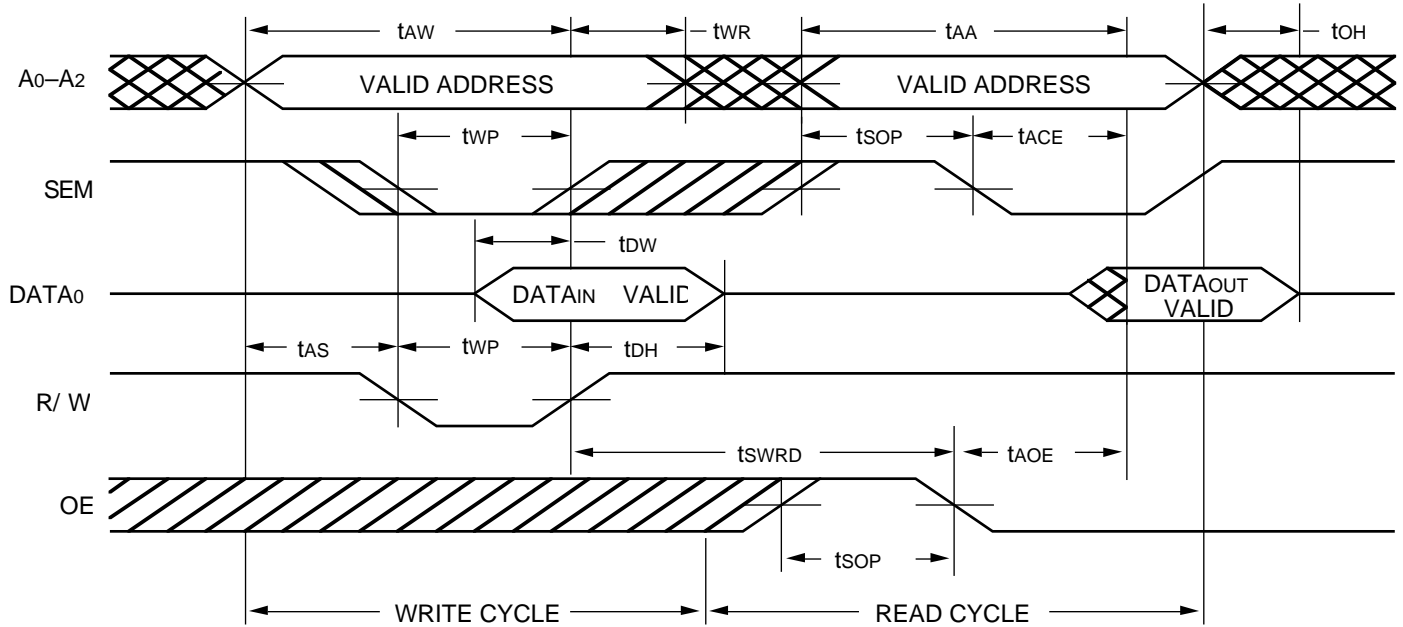 tAW tWR tAA tOH
A0–A2 VALID ADDRESS VALID ADDRESS
tWP tSOP tACE
SEM
tDW
DATA0 DATAIN VALID DATAOUT VALID
tAS tWP tDH
R/ W
tSWRD tAOE
OE
tSOP
WRITE CYCLE READ CYCLE